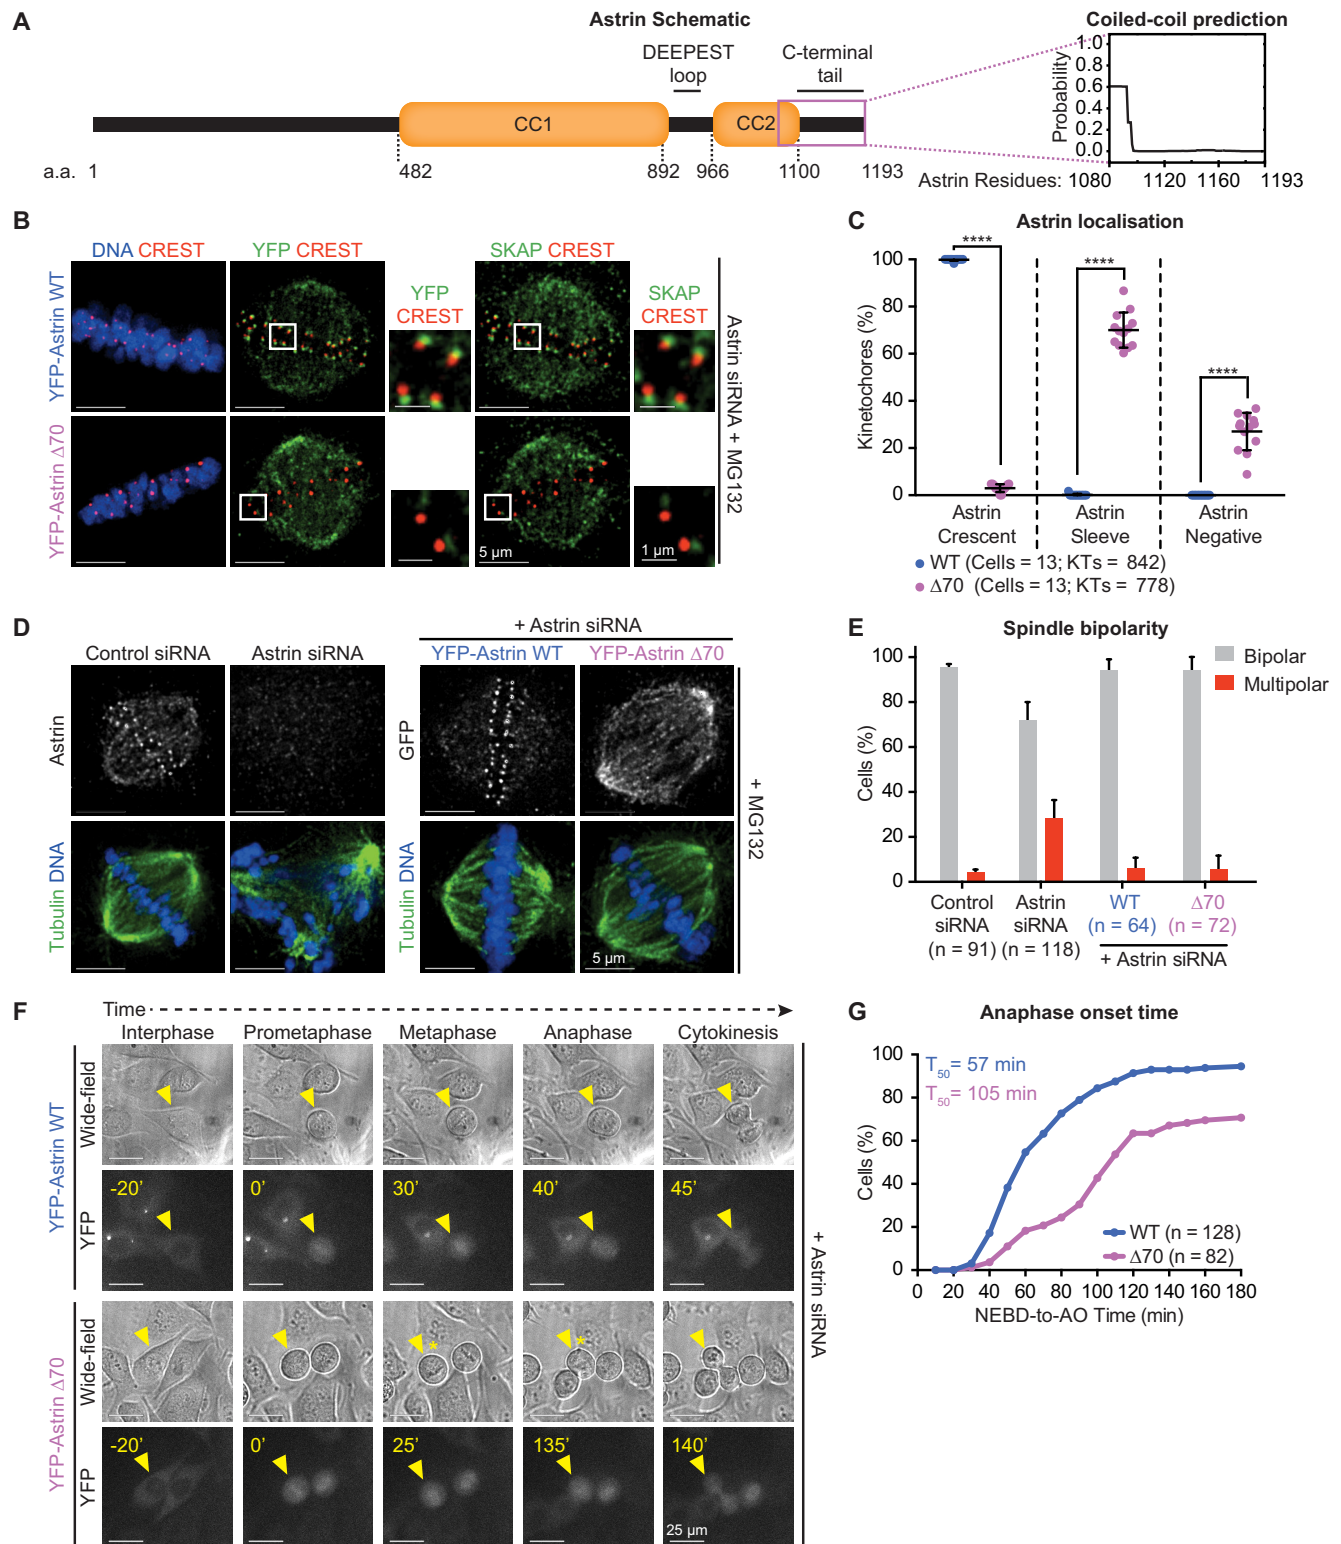 A
Astrin Schematic
Coiled-coil prediction
DEEPEST
loop
C-terminal
tail
CC1
CC2
a.a. 1
482
892
966
1100
1193
Probability
1.0
0.8
0.6
0.4
0.2
0.0
Astrin Residues: 1080
1120
1160
1193
B
DNA CREST
YFP CREST
SKAP CREST
YFP
CREST
SKAP
CREST
YFP-Astrin WT
YFP-Astrin Δ70
5 µm
1 µm
Astrin siRNA + MG132
C
Astrin localisation
Kinetochores (%)
100
80
60
40
20
0
****
****
****
Astrin
Crescent
Astrin
Sleeve
Astrin
Negative
WT (Cells = 13; KTs = 842)
Δ70 (Cells = 13; KTs = 778)
D
+ Astrin siRNA
Control siRNA
Astrin siRNA
YFP-Astrin WT
YFP-Astrin Δ70
Astrin
GFP
Tubulin DNA
Tubulin DNA
5 µm
+ MG132
E
Spindle bipolarity
Cells (%)
100
80
60
40
20
0
Bipolar
Multipolar
Control
siRNA
(n = 91)
Astrin
siRNA
(n = 118)
WT
(n = 64)
Δ70
(n = 72)
+ Astrin siRNA
F
Time
Interphase
Prometaphase
Metaphase
Anaphase
Cytokinesis
YFP-Astrin WT
Wide-field
YFP
-20’
0’
30’
40’
45’
YFP-Astrin Δ70
Wide-field
*
*
YFP
-20’
0’
25’
135’
140’
25 µm
+ Astrin siRNA
G
Anaphase onset time
Cells (%)
100
80
60
40
20
0
T50= 57 min
T50= 105 min
WT (n = 128)
Δ70 (n = 82)
0 20 40 60 80 100 120 140 160 180
NEBD-to-AO Time (min)